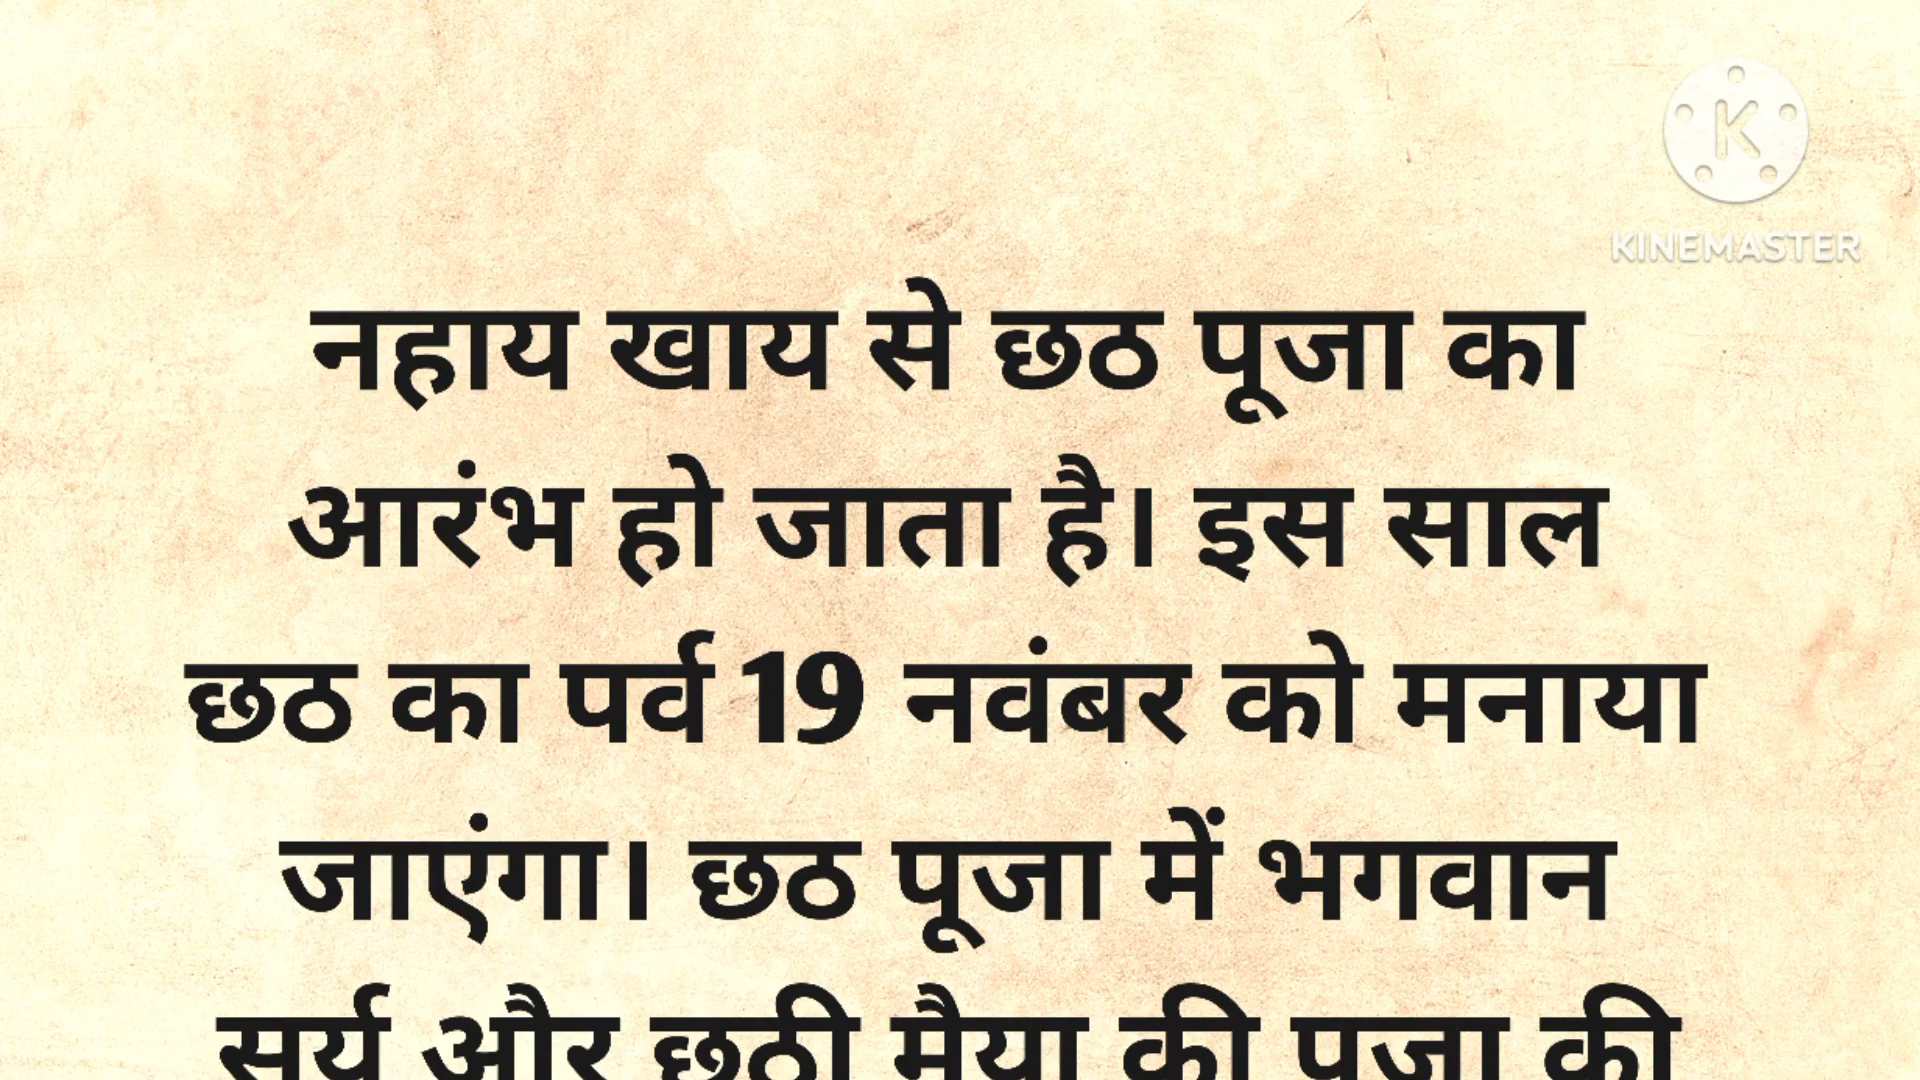 KINEMASTER
नहाय खाय से छठ पूजा का
आरंभ हो जाता है। इस साल
छठ का पर्व 19 नवंबर को मनाया
जाएंगा। छठ पूजा में भगवान
सूर्य और छठी मैया की पूजा की